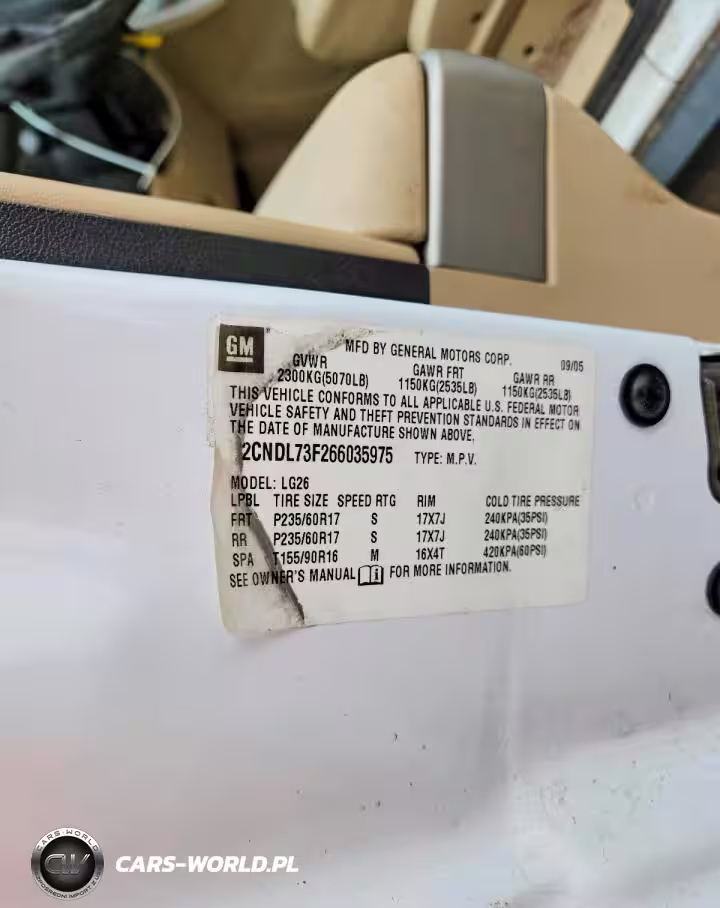 GM
MFD BY GENERAL MOTORS CORP. 09/05
GVWR GAWR FRT GAWR RR
2300KG(5070LB) 1150KG(2535LB) 1150KG(2535LB)
THIS VEHICLE CONFORMS TO ALL APPLICABLE U.S. FEDERAL MOTOR
VEHICLE SAFETY AND THEFT PREVENTION STANDARDS IN EFFECT ON
THE DATE OF MANUFACTURE SHOWN ABOVE.
2CNDL73F266035975 TYPE: M.P.V.
MODEL: LG26
LPBL TIRE SIZE SPEED RTG RIM COLD TIRE PRESSURE
FRT P235/60R17 S 17X7J 240KPA(35PSI)
RR P235/60R17 S 17X7J 240KPA(35PSI)
SPA T155/90R16 M 16X4T 420KPA(60PSI)
SEE OWNER'S MANUAL FOR MORE INFORMATION.
CARS-WORLD
CW
CARS-WORLD.PL